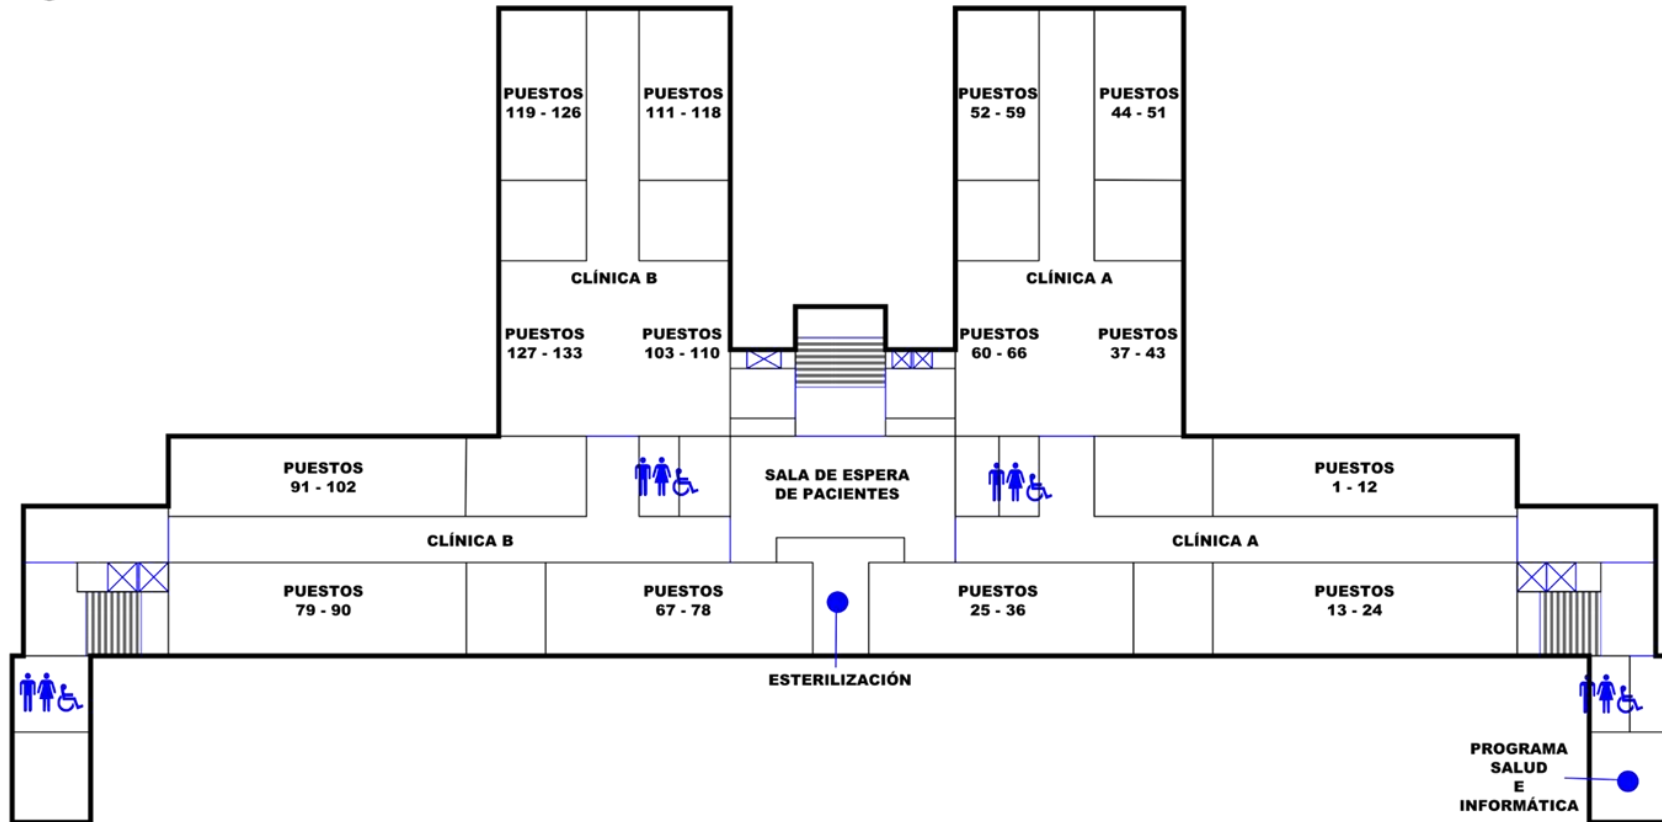 PUESTOS
119 - 126
PUESTOS
111 - 118
PUESTOS
52 - 59
PUESTOS
44 - 51
CLÍNICA B
CLÍNICA A
PUESTOS
127 - 133
PUESTOS
103 - 110
PUESTOS
60 - 66
PUESTOS
37 - 43
PUESTOS
91 - 102
SALA DE ESPERA
DE PACIENTES
PUESTOS
1 - 12
CLÍNICA B
CLÍNICA A
PUESTOS
79 - 90
PUESTOS
67 - 78
PUESTOS
25 - 36
PUESTOS
13 - 24
ESTERILIZACIÓN
PROGRAMA
SALUD
E
INFORMÁTICA